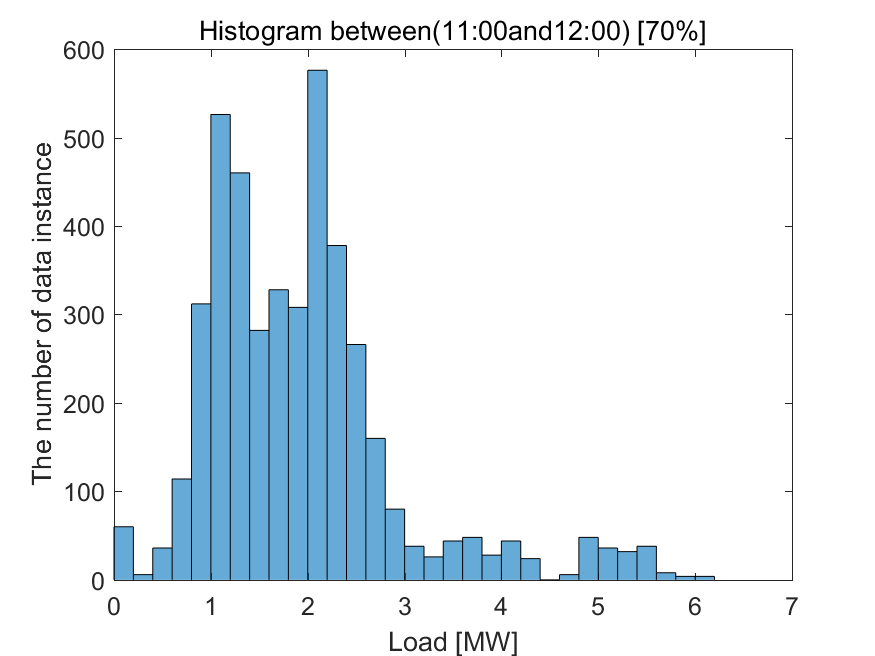 Histogram between(11:00and12:00) [70%]
600
500
400
300
200
100
0
The number of data instance
0 1 2 3 4 5 6 7
Load [MW]